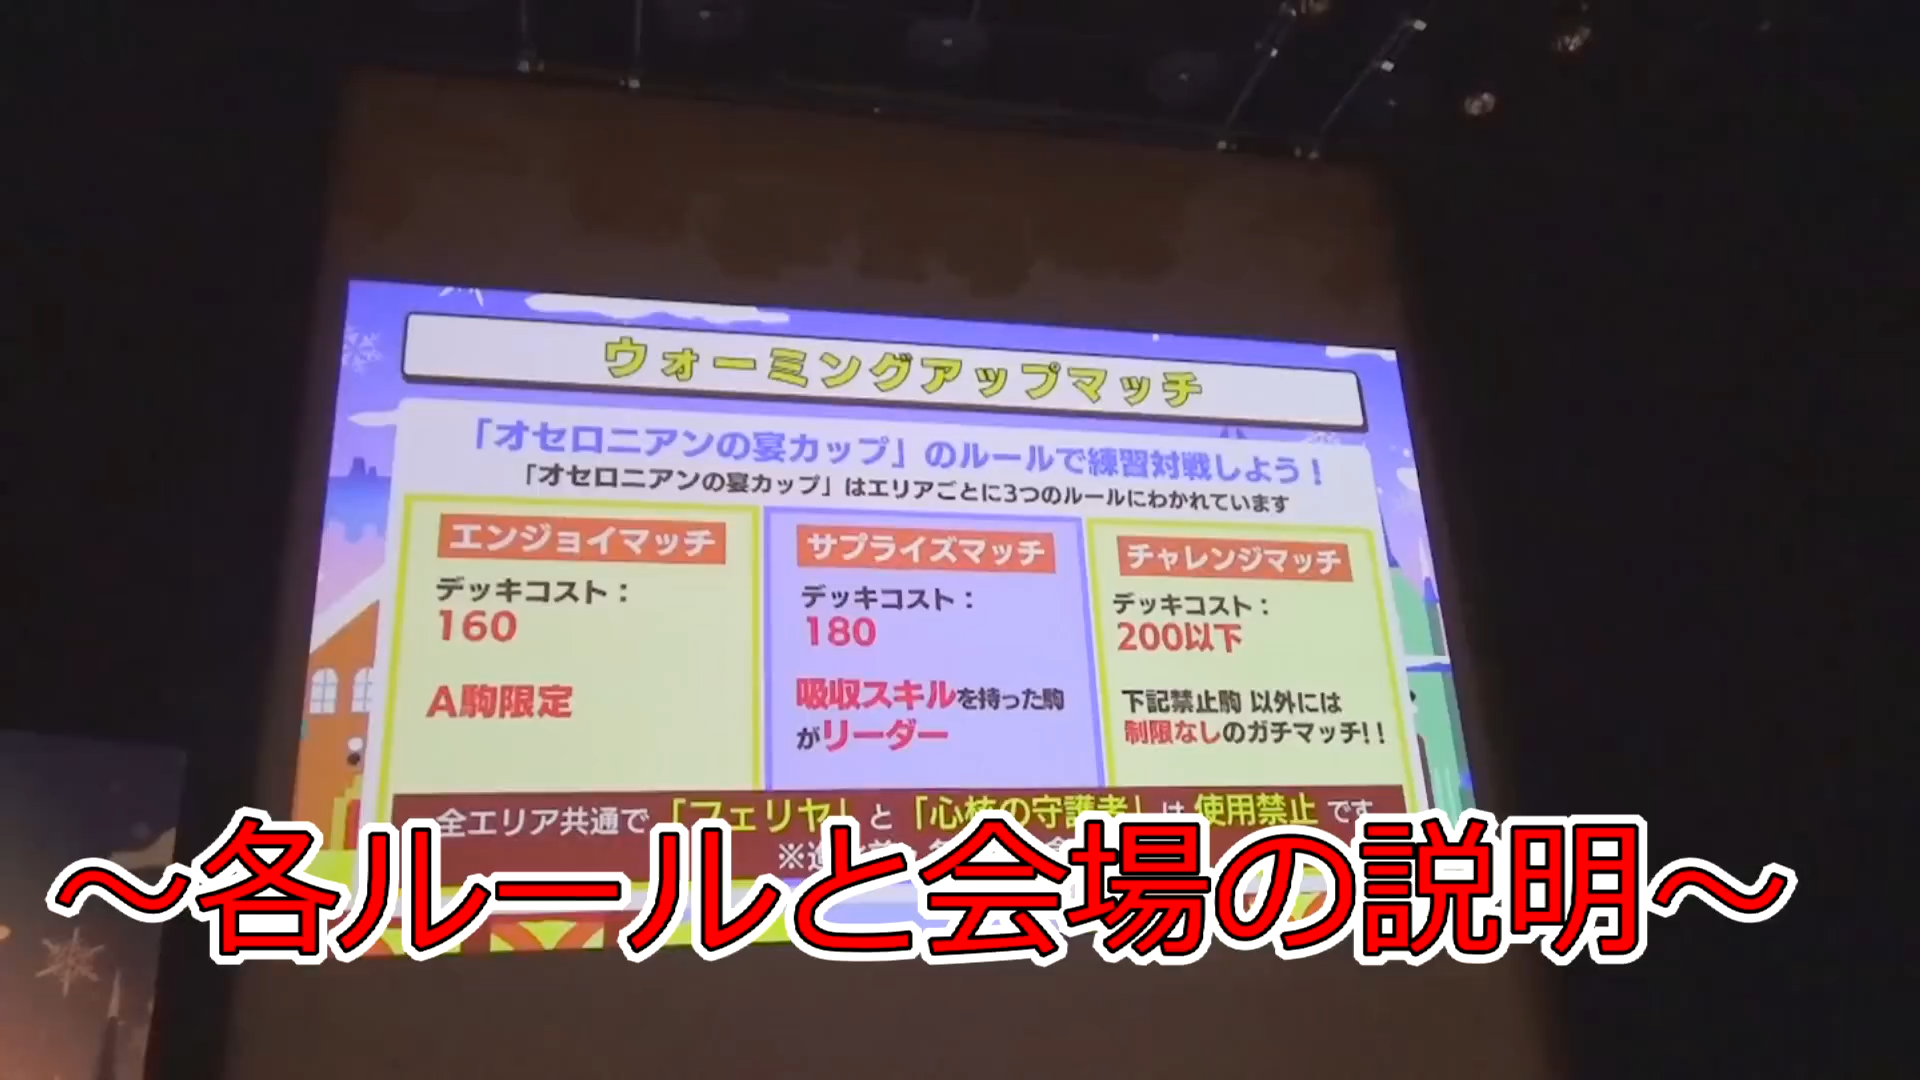 ウォーミングアップマッチ
「オセロニアンの宴カップ」のルールで練習対戦しよう！
「オセロニアンの宴カップ」はエリアごとに3つのルールにわかれています
エンジョイマッチ
デッキコスト：
160
A駒限定
サプライズマッチ
デッキコスト：
180
吸収スキルを持った駒
がリーダー
チャレンジマッチ
デッキコスト：
200以下
下記禁止駒 以外には
制限なしのガチマッチ！！
全エリア共通で「フェリヤ」と「心核の守護者」は使用禁止です
～各ルールと会場の説明～